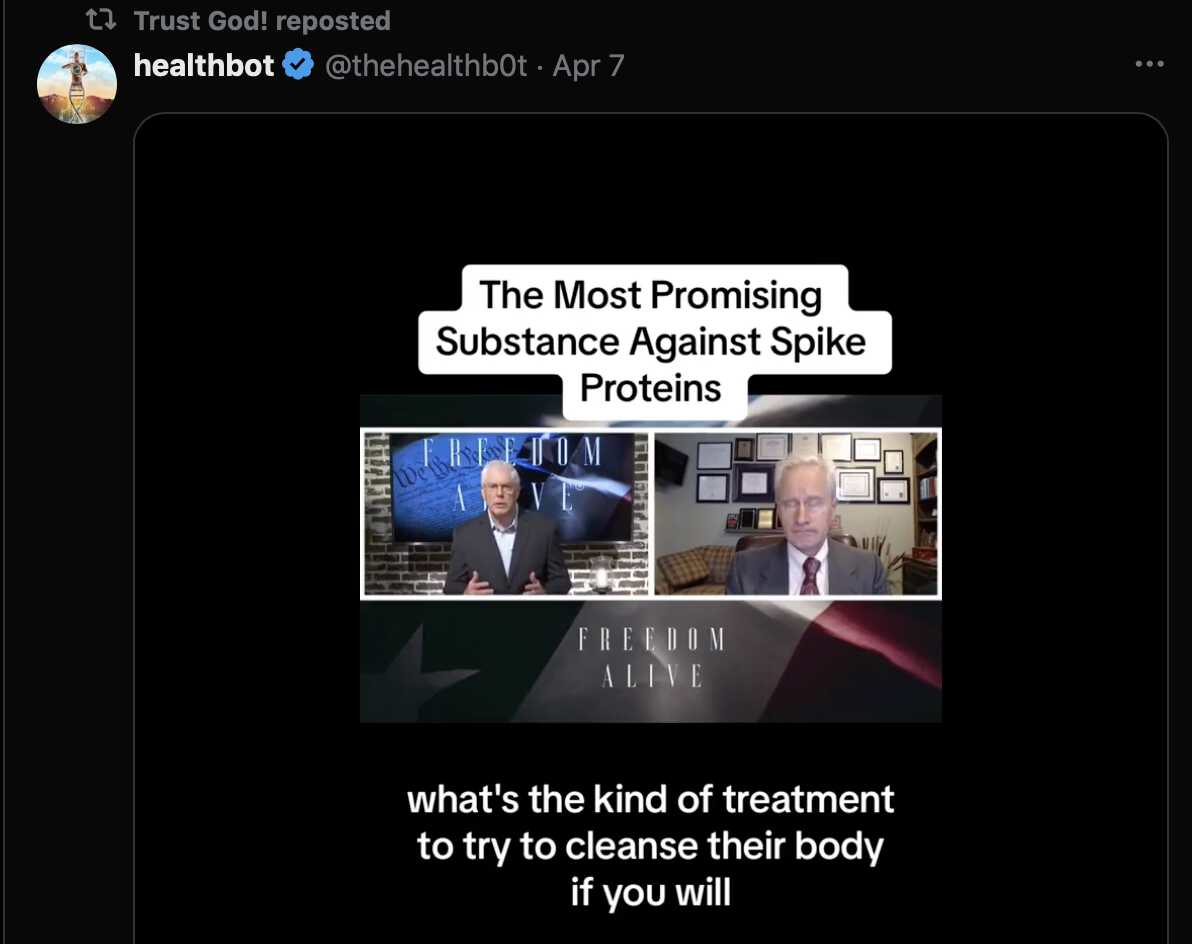 Trust God! reposted
healthbot @thehealthb0t · Apr 7
The Most Promising
Substance Against Spike
Proteins
FREEDOM
We the People
ALIVE
FREEDOM
ALIVE
what's the kind of treatment
to try to cleanse their body
if you will